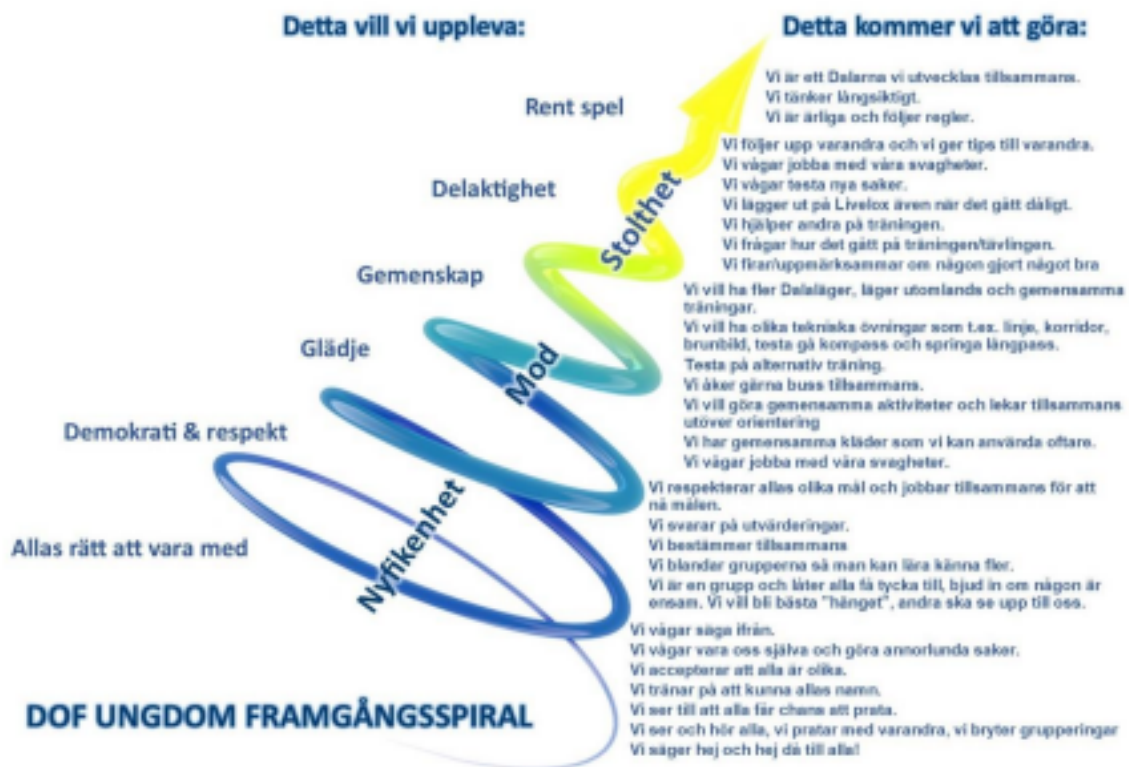 Detta vill vi uppleva:
Detta kommer vi att göra:
Rent spel
Delaktighet
Gemenskap
Glädje
Demokrati & respekt
Allas rätt att vara med
Stolthet
Mod
Nyfikenhet
Vi är ett Dalarna vi utvecklas tillsammans.
Vi tänker långsiktigt.
Vi är ärliga och följer regler.
Vi följer upp varandra och vi ger tips till varandra.
Vi vågar jobba med våra svagheter.
Vi vågar testa nya saker.
Vi lägger ut på Livelox även när det gått dåligt.
Vi hjälper andra på träningen.
Vi frågar hur det gått på träningen/tävlingen.
Vi firar/uppmärksammar om någon gjort något bra
Vi vill ha fler Dalaläger, läger utomlands och gemensamma
träningar.
Vi vill ha olika tekniska övningar som t.ex. linje, korridor,
brunbild, testa gå kompass och springa långpass.
Testa på alternativ träning.
Vi åker gärna buss tillsammans.
Vi vill göra gemensamma aktiviteter och lekar tillsammans
utöver orientering
Vi har gemensamma kläder som vi kan använda oftare.
Vi vågar jobba med våra svagheter.
Vi respekterar allas olika mål och jobbar tillsammans för att
nå målen.
Vi svarar på utvärderingar.
Vi bestämmer tillsammans
Vi blandar grupperna så man kan lära känna fler.
Vi är en grupp och låter alla få tycka till, bjud in om någon är
ensam. Vi vill bli bästa "hänget", andra ska se upp till oss.
Vi vågar säga ifrån.
Vi vågar vara oss själva och göra annorlunda saker.
Vi accepterar att alla är olika.
Vi tränar på att kunna allas namn.
Vi ser till att alla får chans att prata.
Vi ser och hör alla, vi pratar med varandra, vi bryter grupperingar
Vi säger hej och hej då till alla!
DOF UNGDOM FRAMGÅNGSSPIRAL